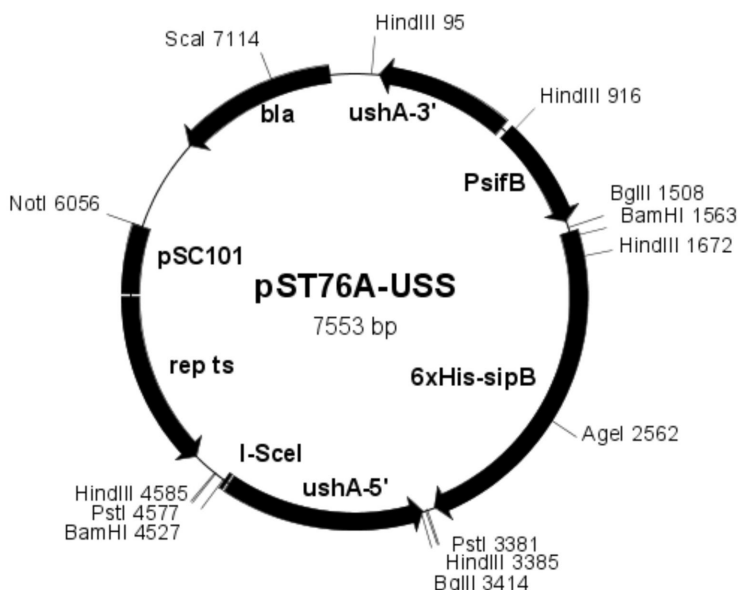 HindIII 95
ScaI 7114
bla
ushA-3'
HindIII 916
PsifB
BglII 1508
BamHI 1563
HindIII 1672
NotI 6056
pSC101
pST76A-USS
7553 bp
rep ts
6xHis-sipB
AgeI 2562
I-SceI
ushA-5'
HindIII 4585
PstI 4577
BamHI 4527
PstI 3381
HindIII 3385
BglII 3414